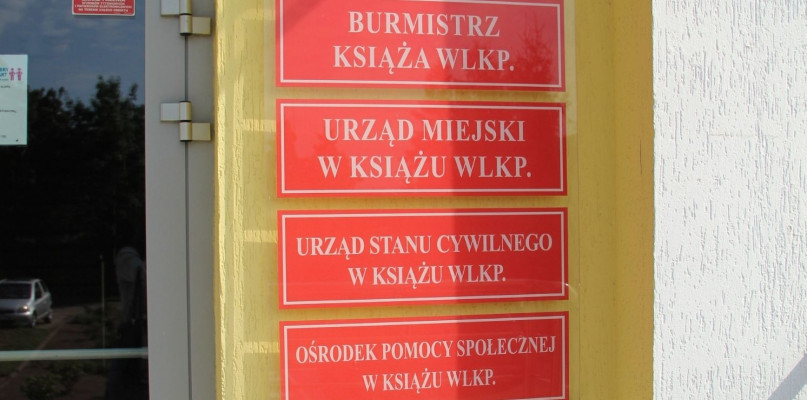 BURMISTRZ
KSIĄŻA WLKP.
URZĄD MIEJSKI
W KSIĄŻU WLKP.
URZĄD STANU CYWILNEGO
W KSIĄŻU WLKP.
OŚRODEK POMOCY SPOŁECZNEJ
W KSIĄŻU WLKP.